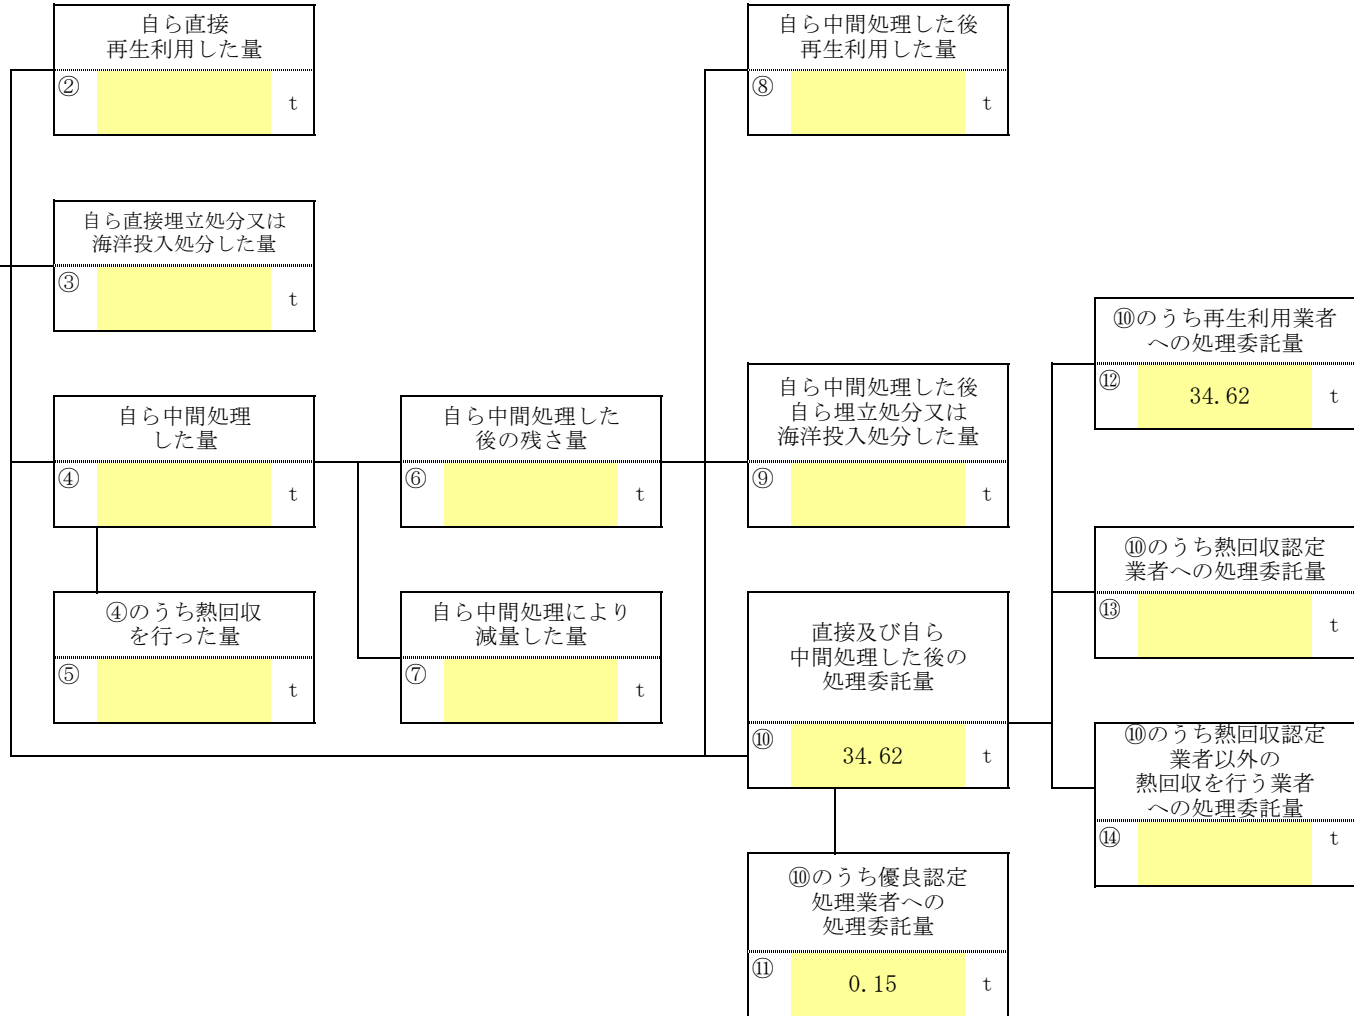 自ら直接
再生利用した量
②
t
自ら中間処理した後
再生利用した量
⑧
t
自ら直接埋立処分又は
海洋投入処分した量
③
t
⑩のうち再生利用業者
への処理委託量
⑫
34.62
t
自ら中間処理
した量
④
t
自ら中間処理した
後の残さ量
⑥
t
自ら中間処理した後
自ら埋立処分又は
海洋投入処分した量
⑨
t
⑩のうち熱回収認定
業者への処理委託量
⑬
t
④のうち熱回収
を行った量
⑤
t
自ら中間処理により
減量した量
⑦
t
直接及び自ら
中間処理した後の
処理委託量
⑩
34.62
t
⑩のうち熱回収認定
業者以外の
熱回収を行う業者
への処理委託量
⑭
t
⑩のうち優良認定
処理業者への
処理委託量
⑪
0.15
t